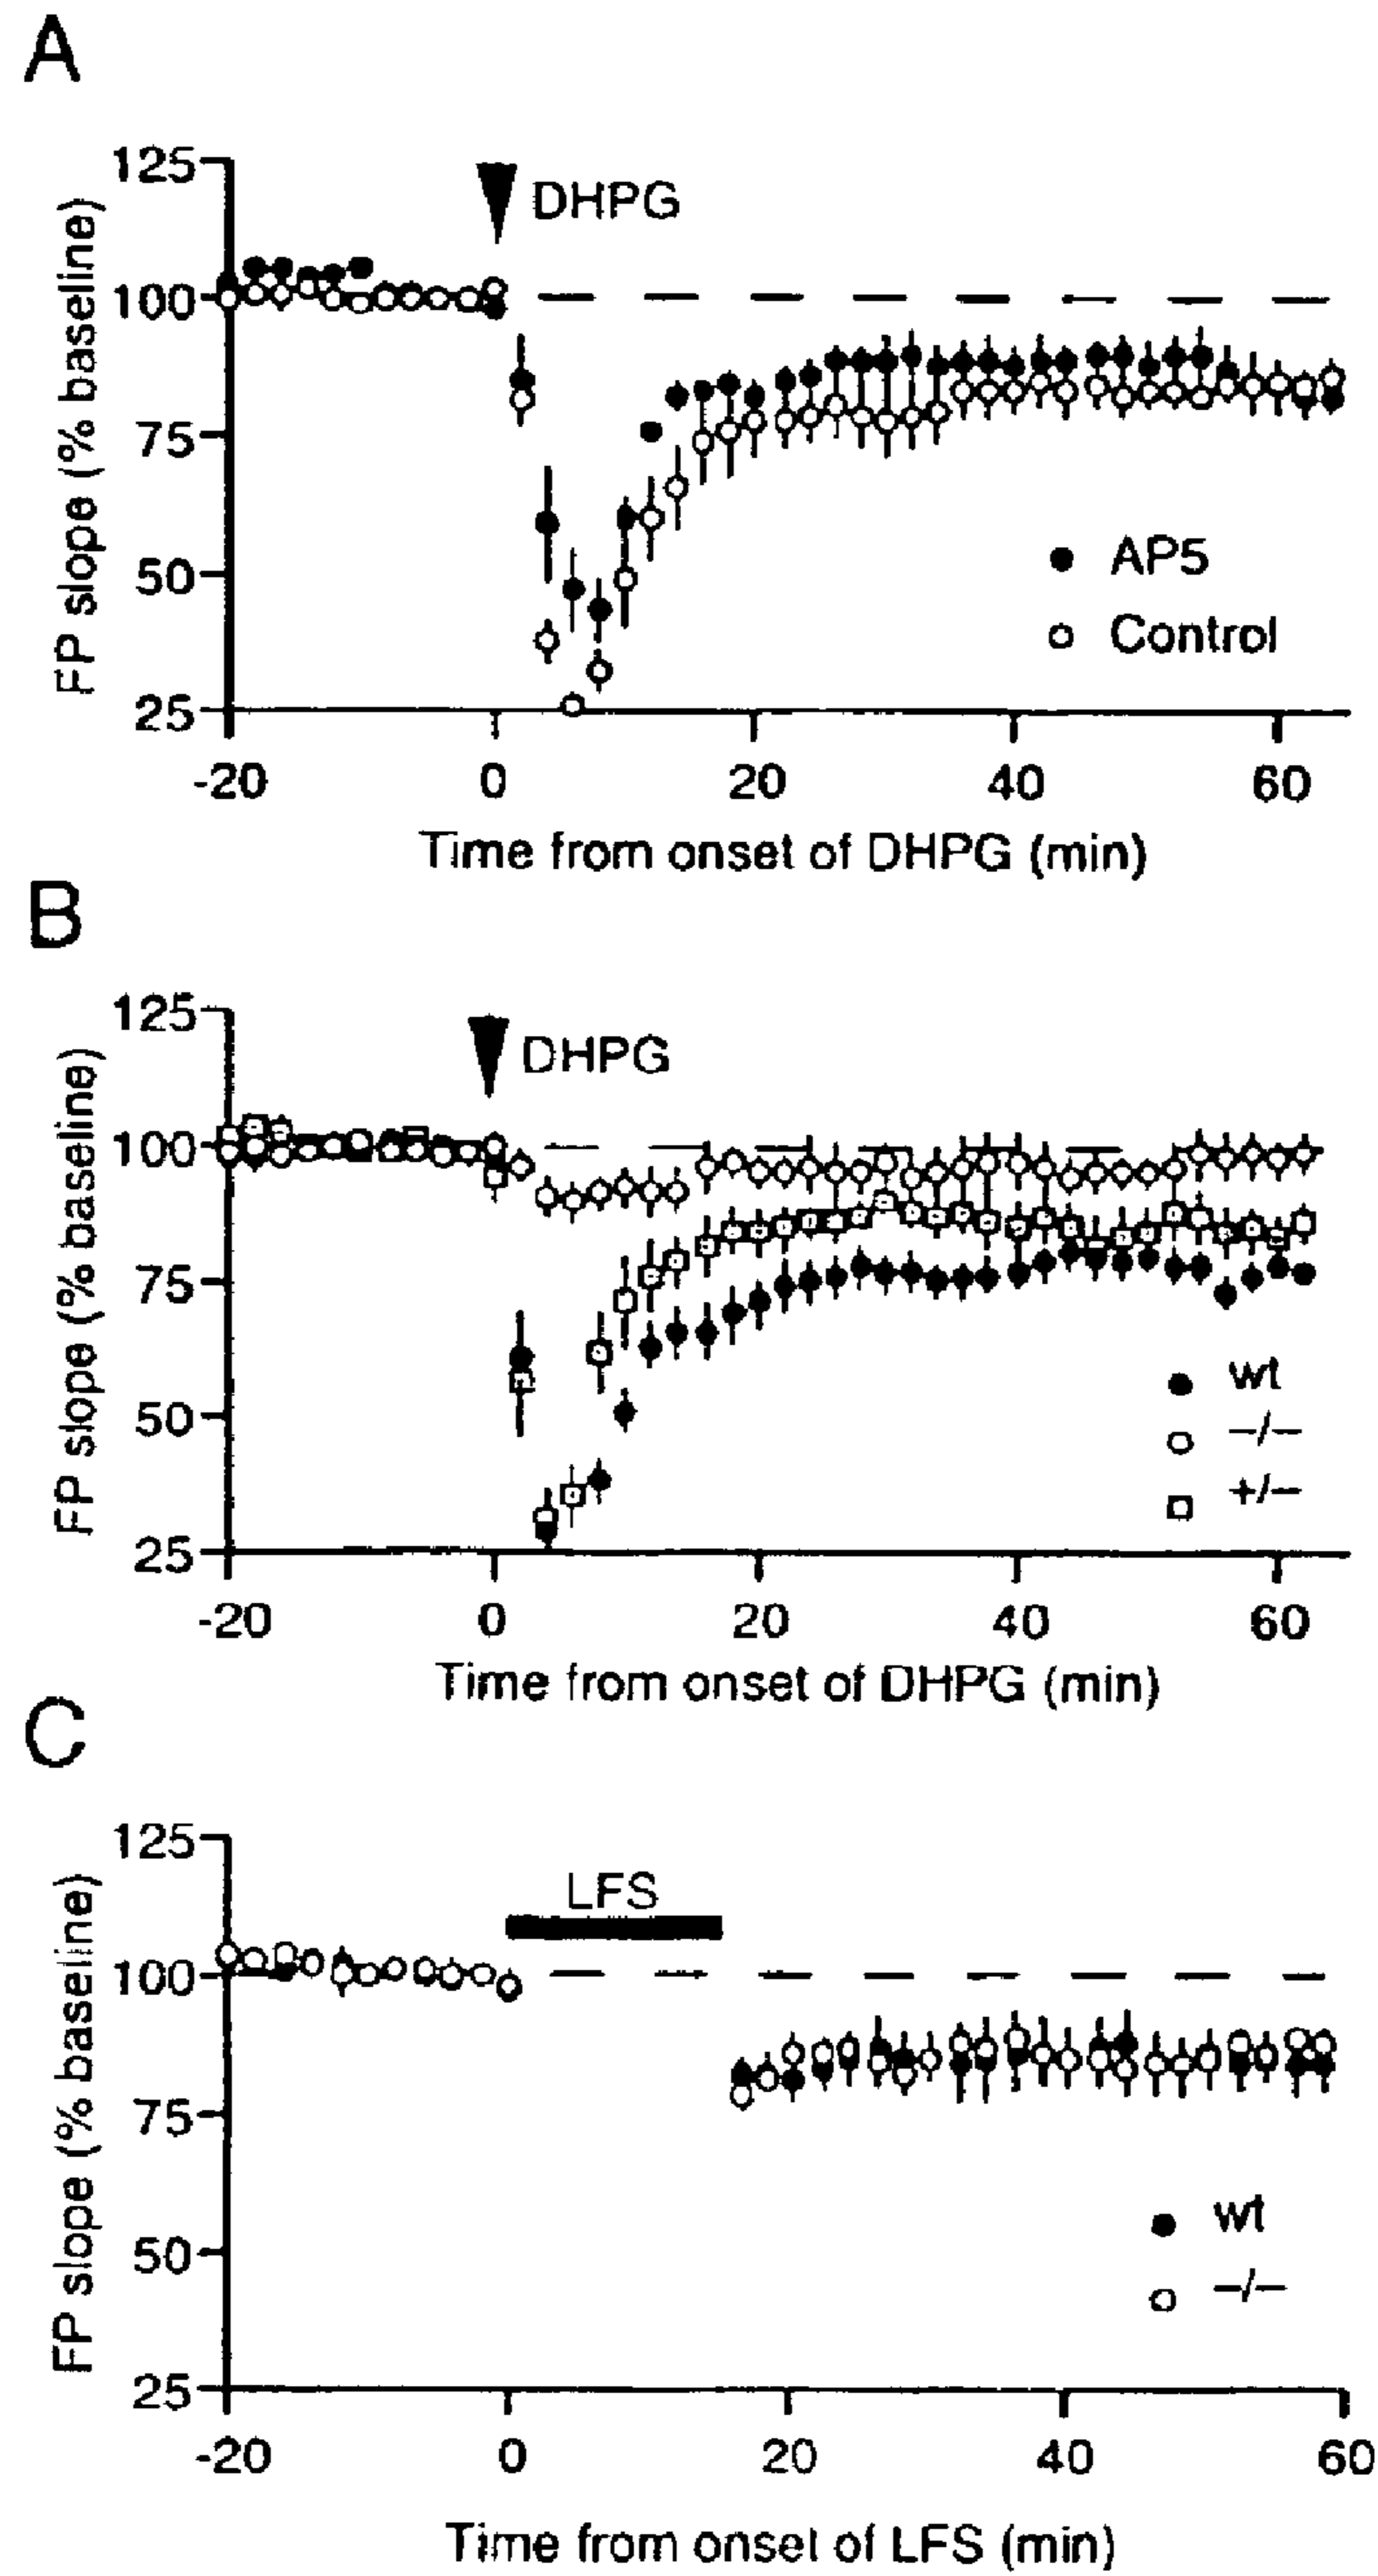 A
125
100
75
50
25
FP slope (% baseline)
DHPG
AP5
Control
-20 0 20 40 60
Time from onset of DHPG (min)
B
125
100
75
50
25
FP slope (% baseline)
DHPG
wt
−/−
+/−
-20 0 20 40 60
Time from onset of DHPG (min)
C
125
100
75
50
25
FP slope (% baseline)
LFS
wt
−/−
-20 0 20 40 60
Time from onset of LFS (min)